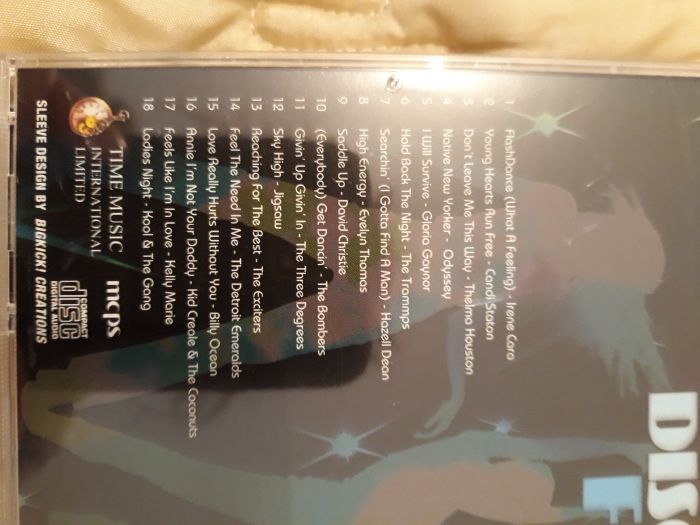 DIS
F
1 FlashDance (What A Feeling) - Irene Cara
2 Young Hearts Run Free - Candi Staton
3 Don't Leave Me This Way - Thelma Houston
4 Native New Yorker - Odyssey
5 I Will Survive - Gloria Gaynor
6 Hold Back The Night - The Trammps
7 Searchin' (I Gotta Find A Man) - Hazell Dean
8 High Energy - Evelyn Thomas
9 Saddle Up - David Christie
10 (Everybody) Get Dancin' - The Bombers
11 Givin' Up Givin' In - The Three Degrees
12 Sky High - Jigsaw
13 Reaching For The Best - The Exciters
14 Feel The Need In Me - The Detroit Emeralds
15 Love Really Hurts Without You - Billy Ocean
16 Annie I'm Not Your Daddy - Kid Creole & The Coconuts
17 Feels Like I'm In Love - Kelly Marie
18 Ladies Night - Kool & The Gang
TIME MUSIC
INTERNATIONAL
LIMITED
mcps
COMPACT
disc
DIGITAL AUDIO
SLEEVE DESIGN BY BIGKICK! CREATIONS